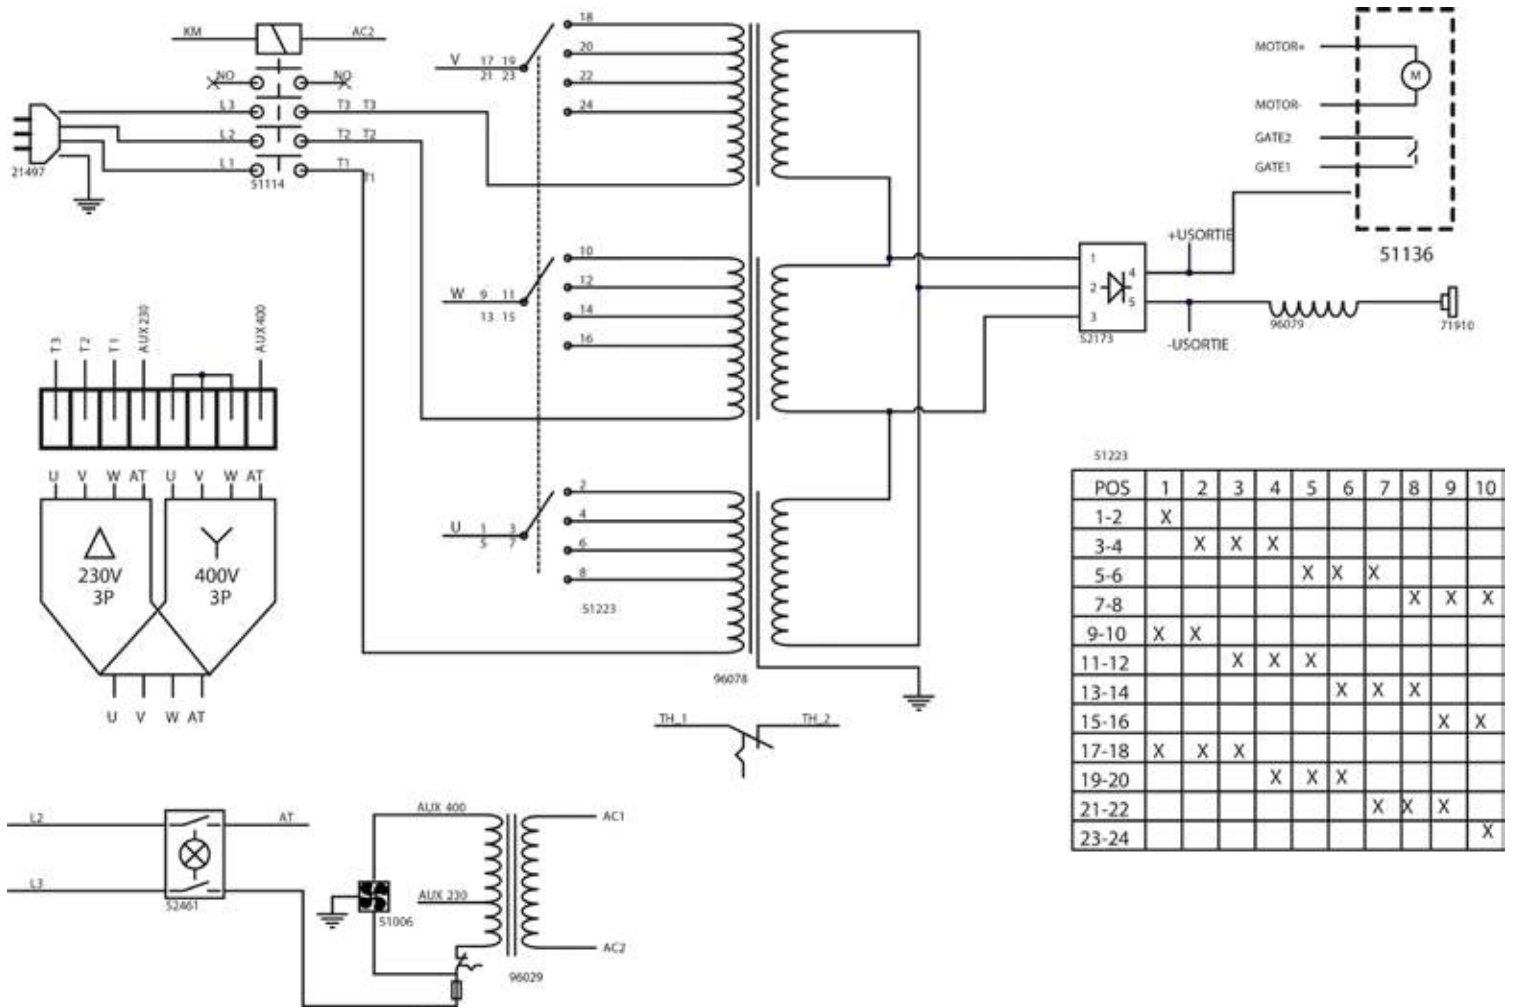 KM AC2
NO NO
L3 T3 T3
L2 T2 T2
L1 T1
T1
21497
51114
V 17 19
21 23
18
20
22
24
W 9 11
13 15
10
12
14
16
U 1 3
5 7
2
4
6
8
51223
96078
TH_1 TH_2
MOTOR+
M
MOTOR-
GATE2
GATE1
51136
+USORTIE
1
2
3
4
5
52173
-USORTIE
96079
71910
T3 T2 T1 AUX 230 AUX 400
U V W AT U V W AT
230V 400V
3P 3P
U V W AT
L2 AT
L3
52461
AUX 400
AUX 230
51006
96029
AC1
AC2
51223
POS 1 2 3 4 5 6 7 8 9 10
1-2 X
3-4 X X X
5-6 X X X
7-8 X X X
9-10 X X
11-12 X X X
13-14 X X X
15-16 X X
17-18 X X X
19-20 X X X
21-22 X X X
23-24 X